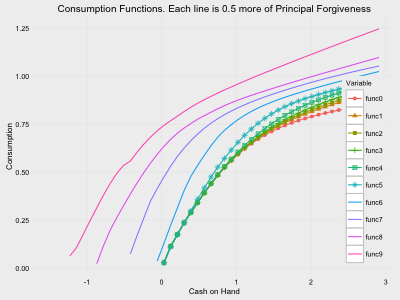 Consumption Functions. Each line is 0.5 more of Principal Forgiveness
1.25
1.00
0.75
0.50
0.25
0.00
Consumption
-1
0
1
2
3
Cash on Hand
Variable
func0
func1
func2
func3
func4
func5
func6
func7
func8
func9